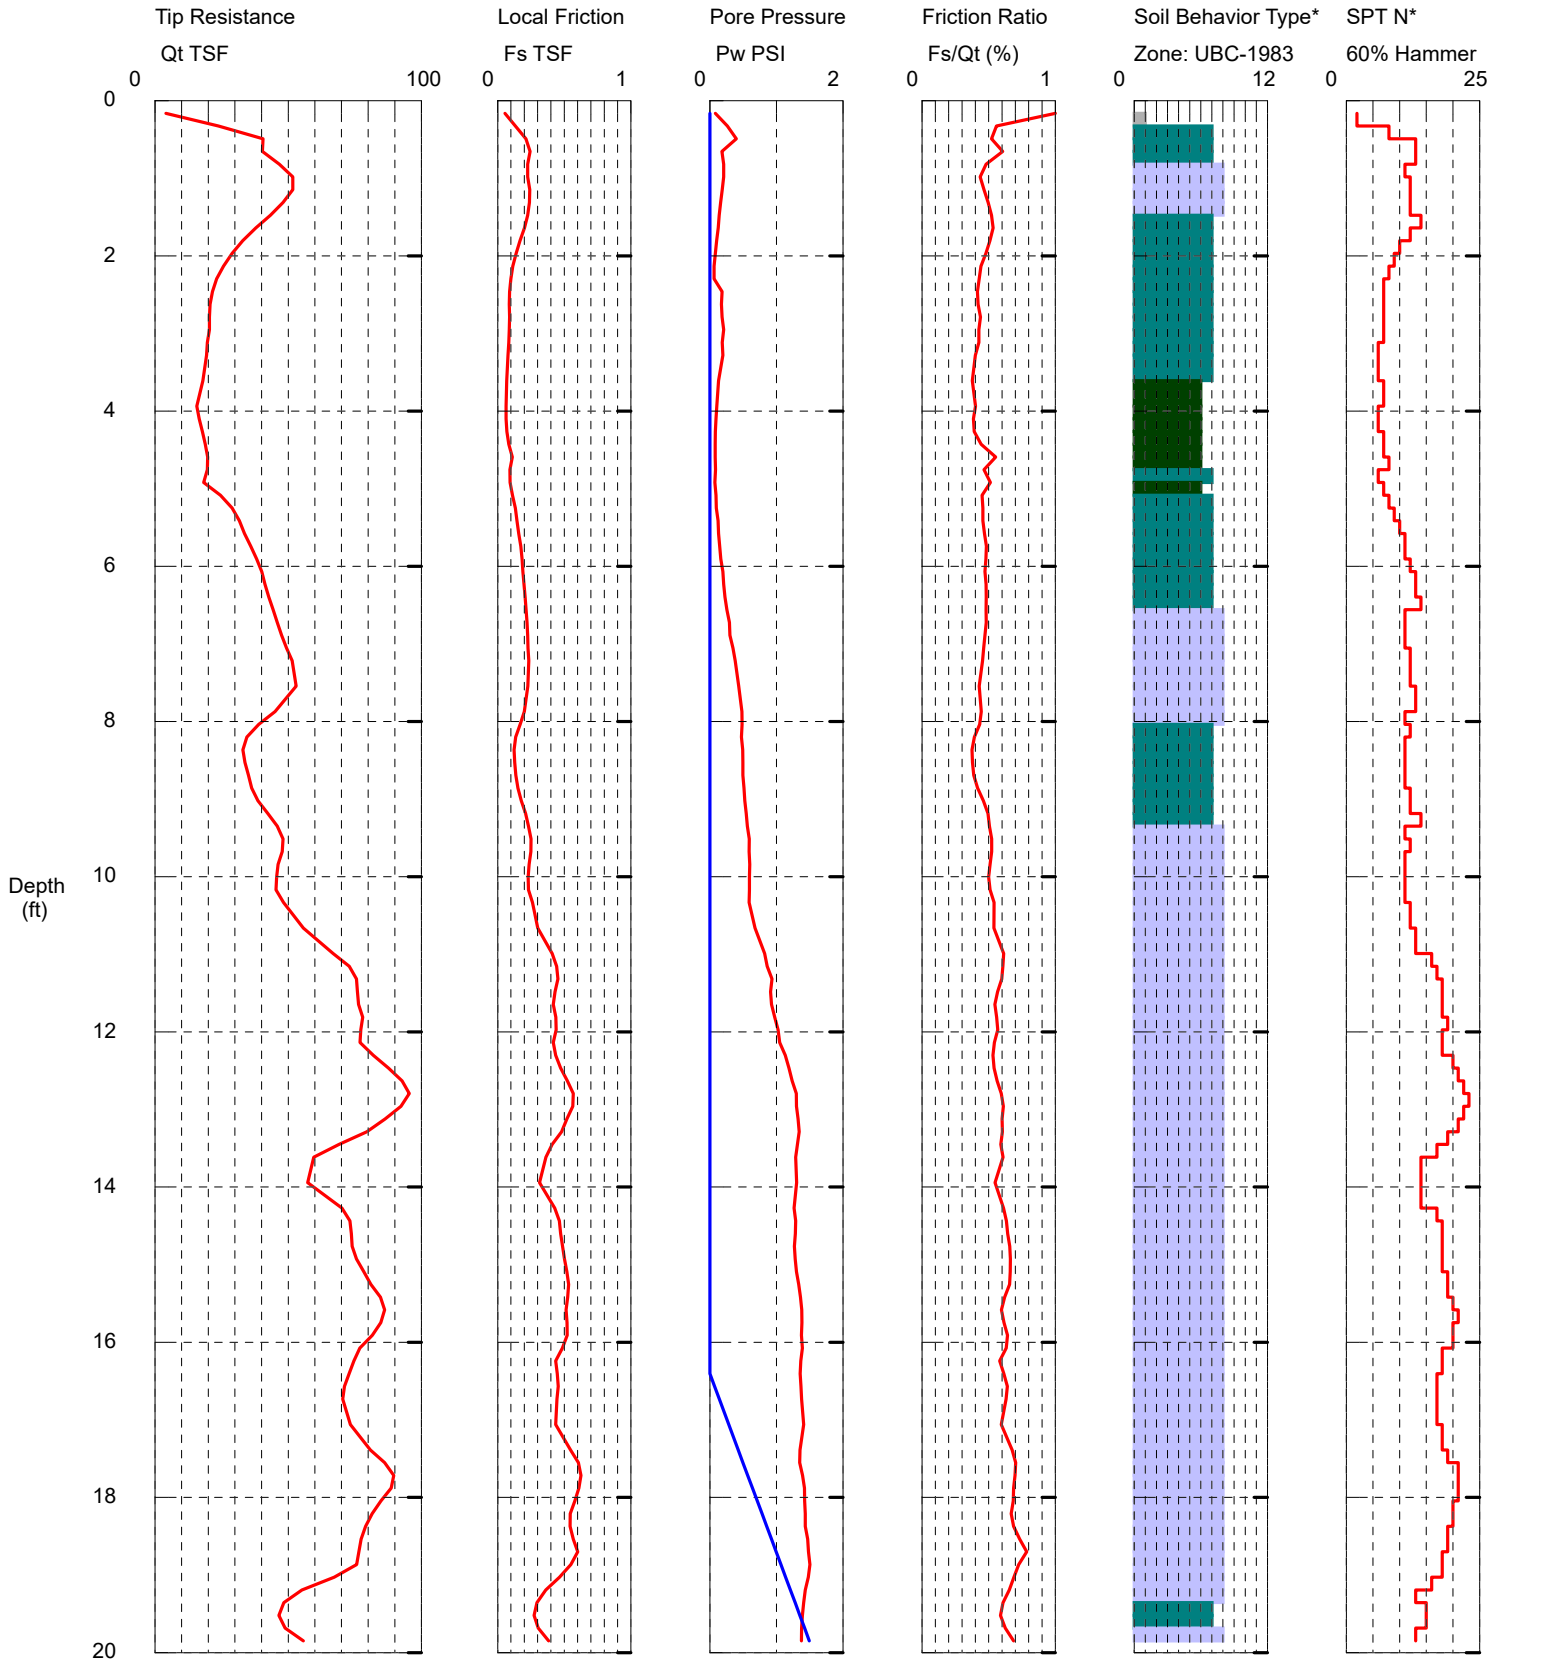 Tip Resistance Local Friction Pore Pressure Friction Ratio Soil Behavior Type* SPT N*
Qt TSF Fs TSF Pw PSI Fs/Qt (%) Zone: UBC-1983 60% Hammer
0 100 0 1 0 2 0 1 0 12 0 25
0
2
4
6
8
10
Depth
(ft)
12
14
16
18
20